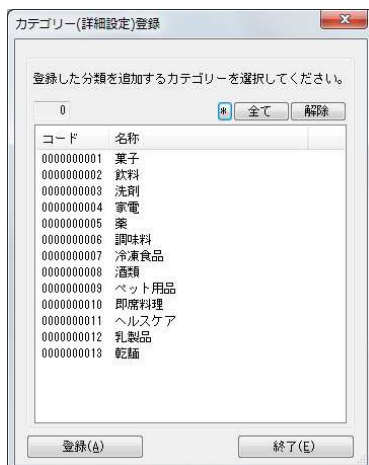 カテゴリー(詳細設定)登録
登録した分類を追加するカテゴリーを選択してください。
0 * 全て 解除
コード 名称
0000000001 菓子
0000000002 飲料
0000000003 洗剤
0000000004 家電
0000000005 薬
0000000006 調味料
0000000007 冷凍食品
0000000008 酒類
0000000009 ペット用品
0000000010 即席料理
0000000011 ヘルスケア
0000000012 乳製品
0000000013 乾麺
登録(A) 終了(E)